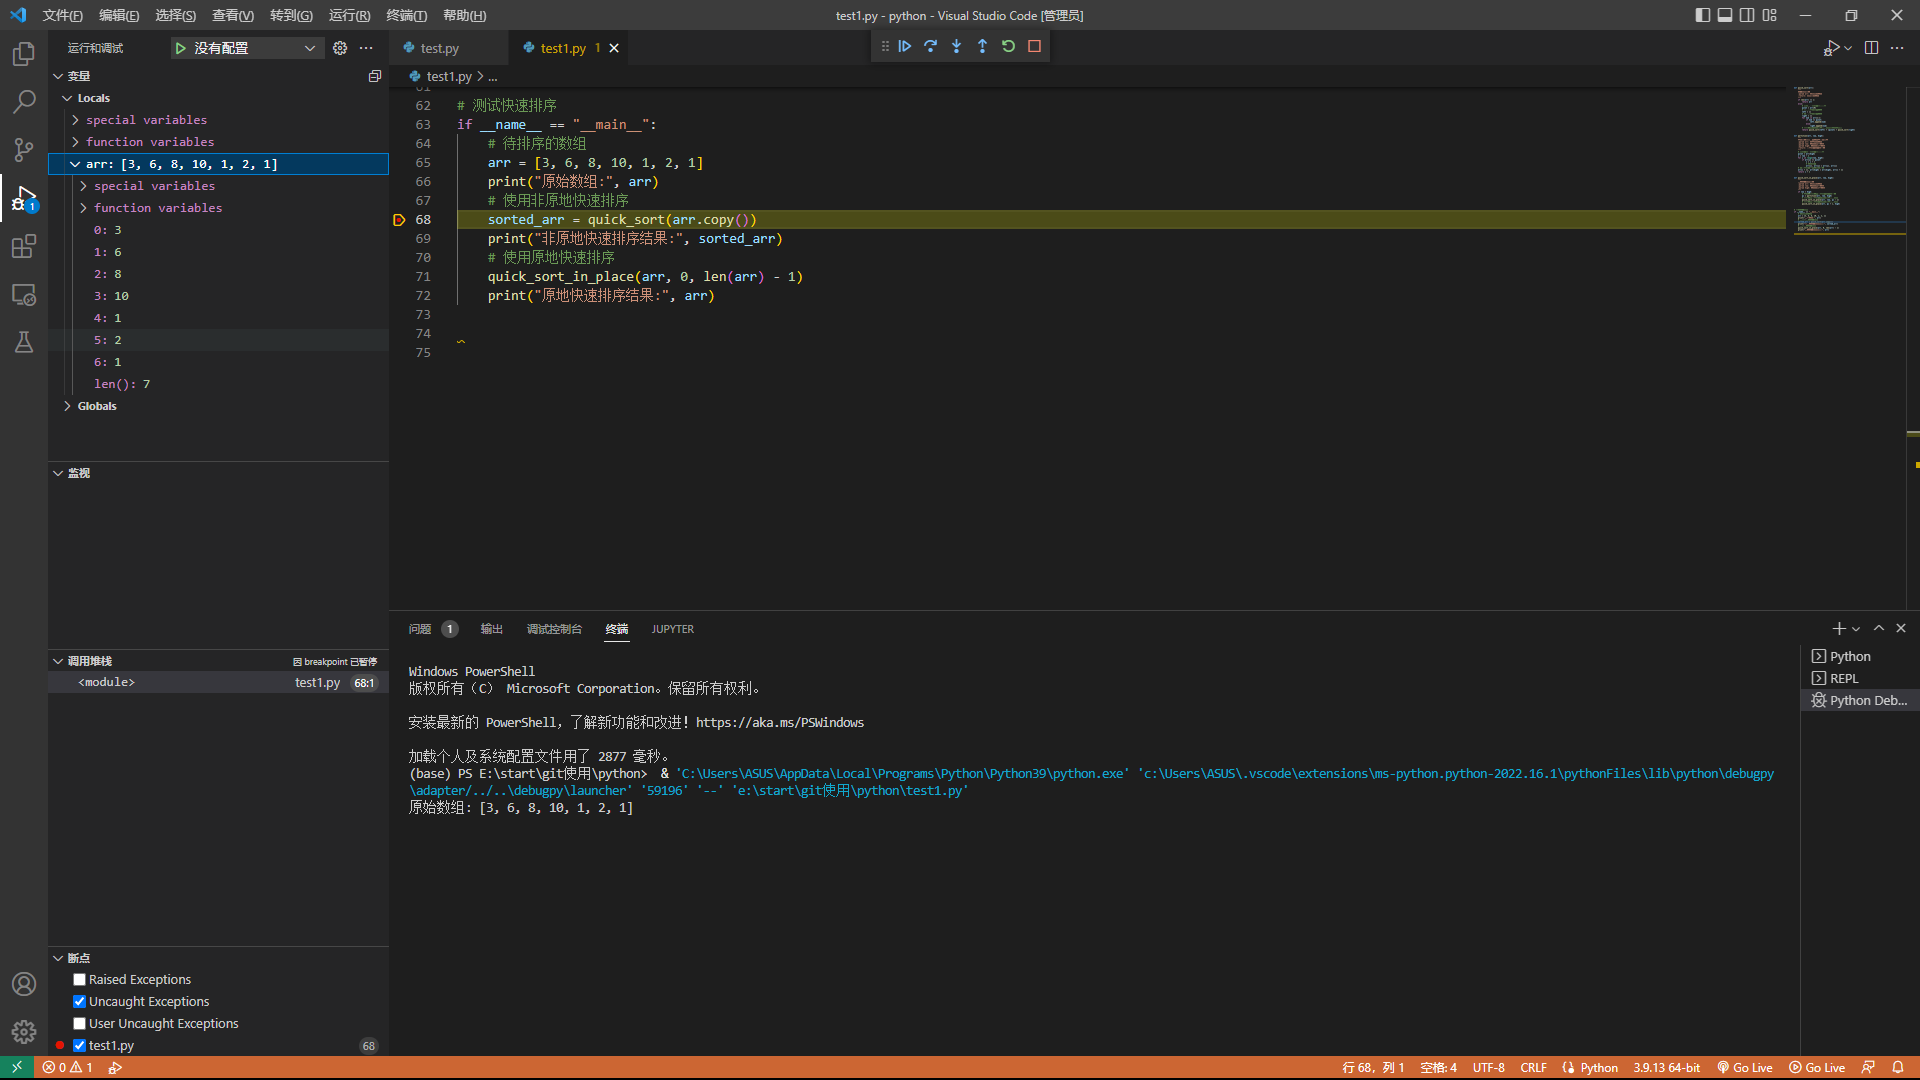 文件(F) 编辑(E) 选择(S) 查看(V) 转到(G) 运行(R) 终端(T) 帮助(H)
test1.py - python - Visual Studio Code [管理员]
运行和调试
没有配置
变量
Locals
special variables
function variables
arr: [3, 6, 8, 10, 1, 2, 1]
special variables
function variables
0: 3
1: 6
2: 8
3: 10
4: 1
5: 2
6: 1
len(): 7
Globals
监视
调用堆栈
因 breakpoint 已暂停
<module> test1.py 68:1
断点
Raised Exceptions
Uncaught Exceptions
User Uncaught Exceptions
test1.py 68
1
test.py
test1.py 1
test1.py > ...
61
62 # 测试快速排序
63 if __name__ == "__main__":
64 # 待排序的数组
65 arr = [3, 6, 8, 10, 1, 2, 1]
66 print("原始数组:", arr)
67 # 使用非原地快速排序
68 sorted_arr = quick_sort(arr.copy())
69 print("非原地快速排序结果:", sorted_arr)
70 # 使用原地快速排序
71 quick_sort_in_place(arr, 0, len(arr) - 1)
72 print("原地快速排序结果:", arr)
73
74
75
问题 1 输出 调试控制台 终端 JUPYTER
Windows PowerShell
版权所有（C） Microsoft Corporation。保留所有权利。
安装最新的 PowerShell，了解新功能和改进！https://aka.ms/PSWindows
加载个人及系统配置文件用了 2877 毫秒。
(base) PS E:\start\git使用\python>  & 'C:\Users\ASUS\AppData\Local\Programs\Python\Python39\python.exe' 'c:\Users\ASUS\.vscode\extensions\ms-python.python-2022.16.1\pythonFiles\lib\python\debugpy
\adapter/../..\debugpy\launcher' '59196' '--' 'e:\start\git使用\python\test1.py'
原始数组: [3, 6, 8, 10, 1, 2, 1]
Python
REPL
Python Deb...
0 1
行 68，列 1 空格: 4 UTF-8 CRLF Python 3.9.13 64-bit Go Live Go Live